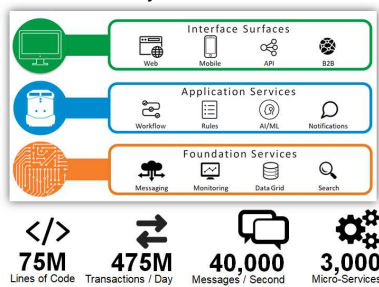 Interface Surfaces
Web Mobile API B2B
Application Services
Workflow Rules AI/ML Notifications
Foundation Services
Messaging Monitoring Data Grid Search
</>
75M 475M 40,000 3,000
Lines of Code Transactions / Day Messages / Second Micro-Services